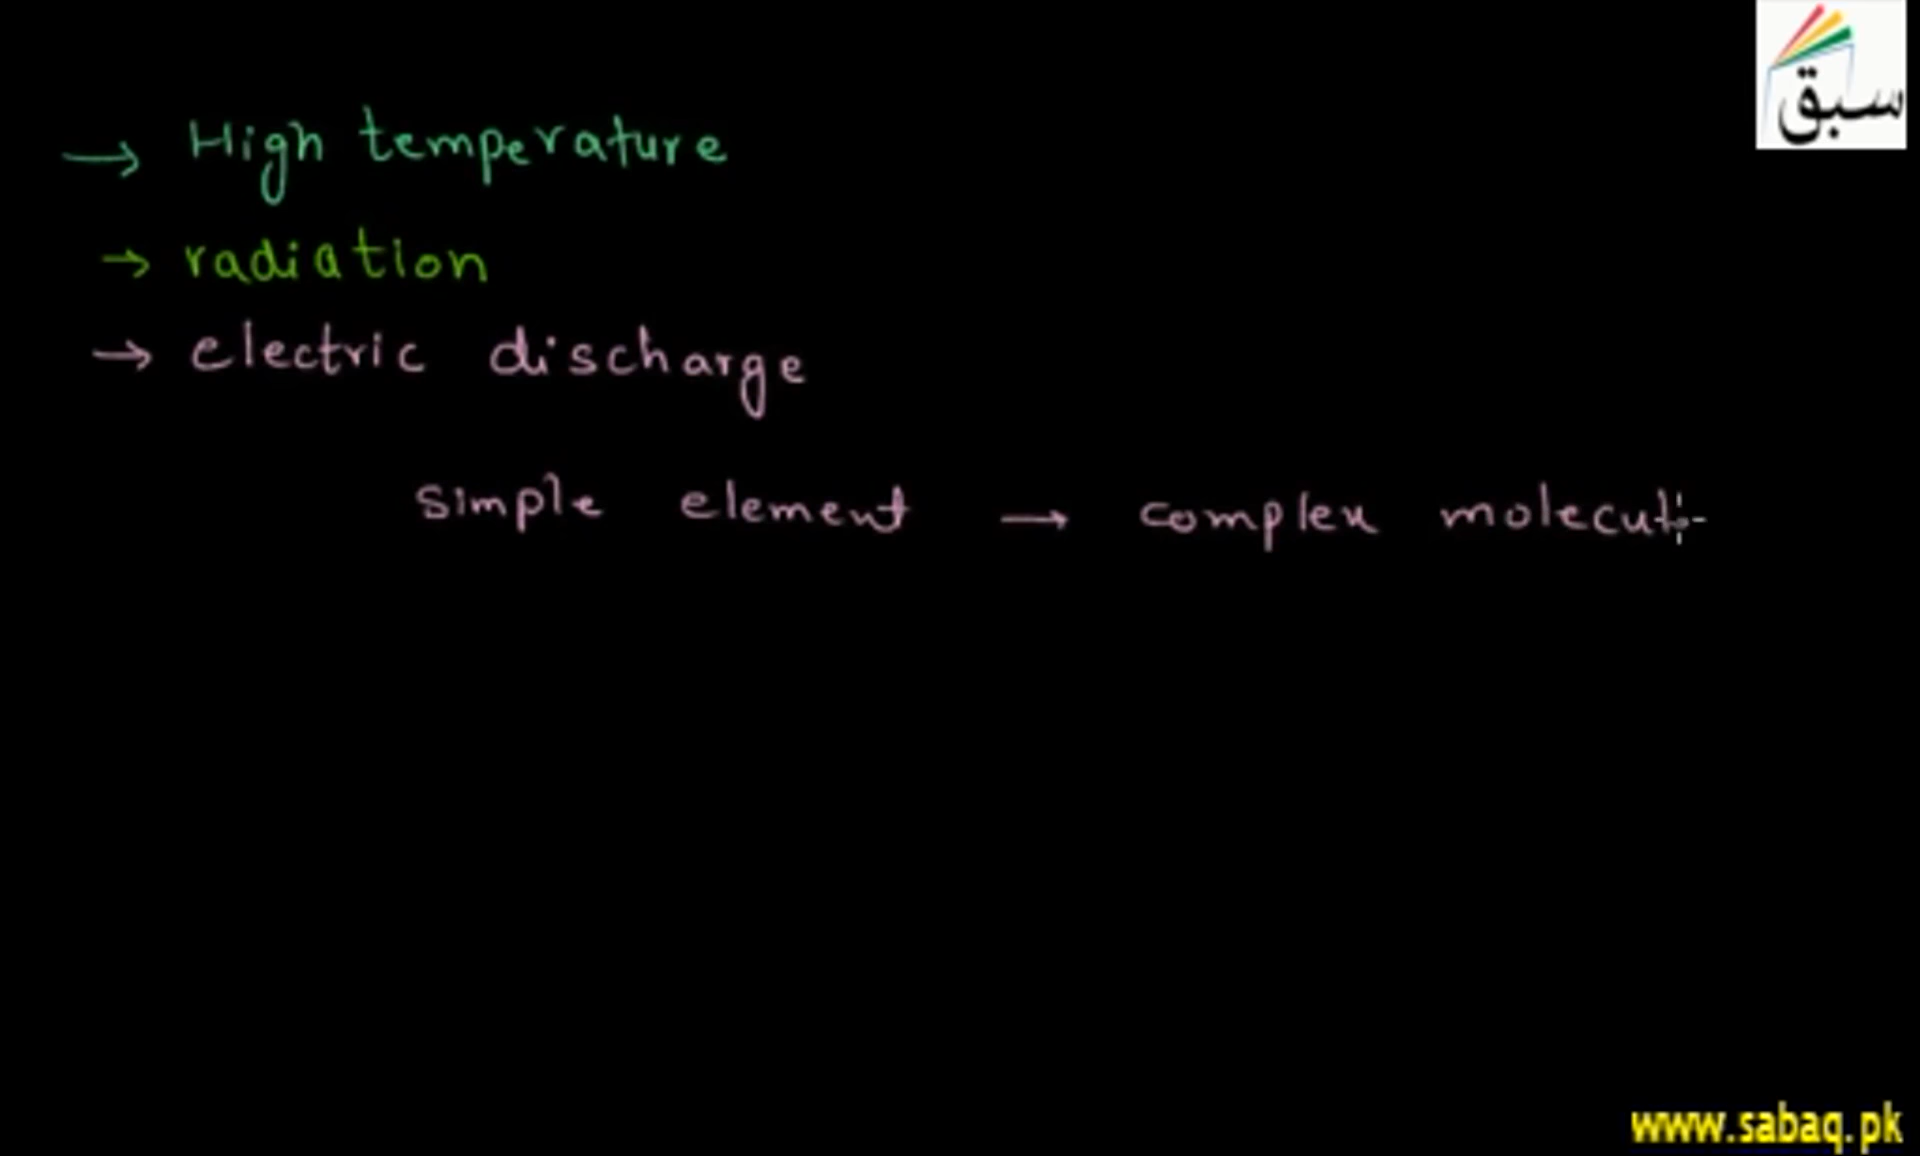 سبق
→ High temperature
→ radiation
→ electric discharge
simple element → complex
www.sabaq.pk